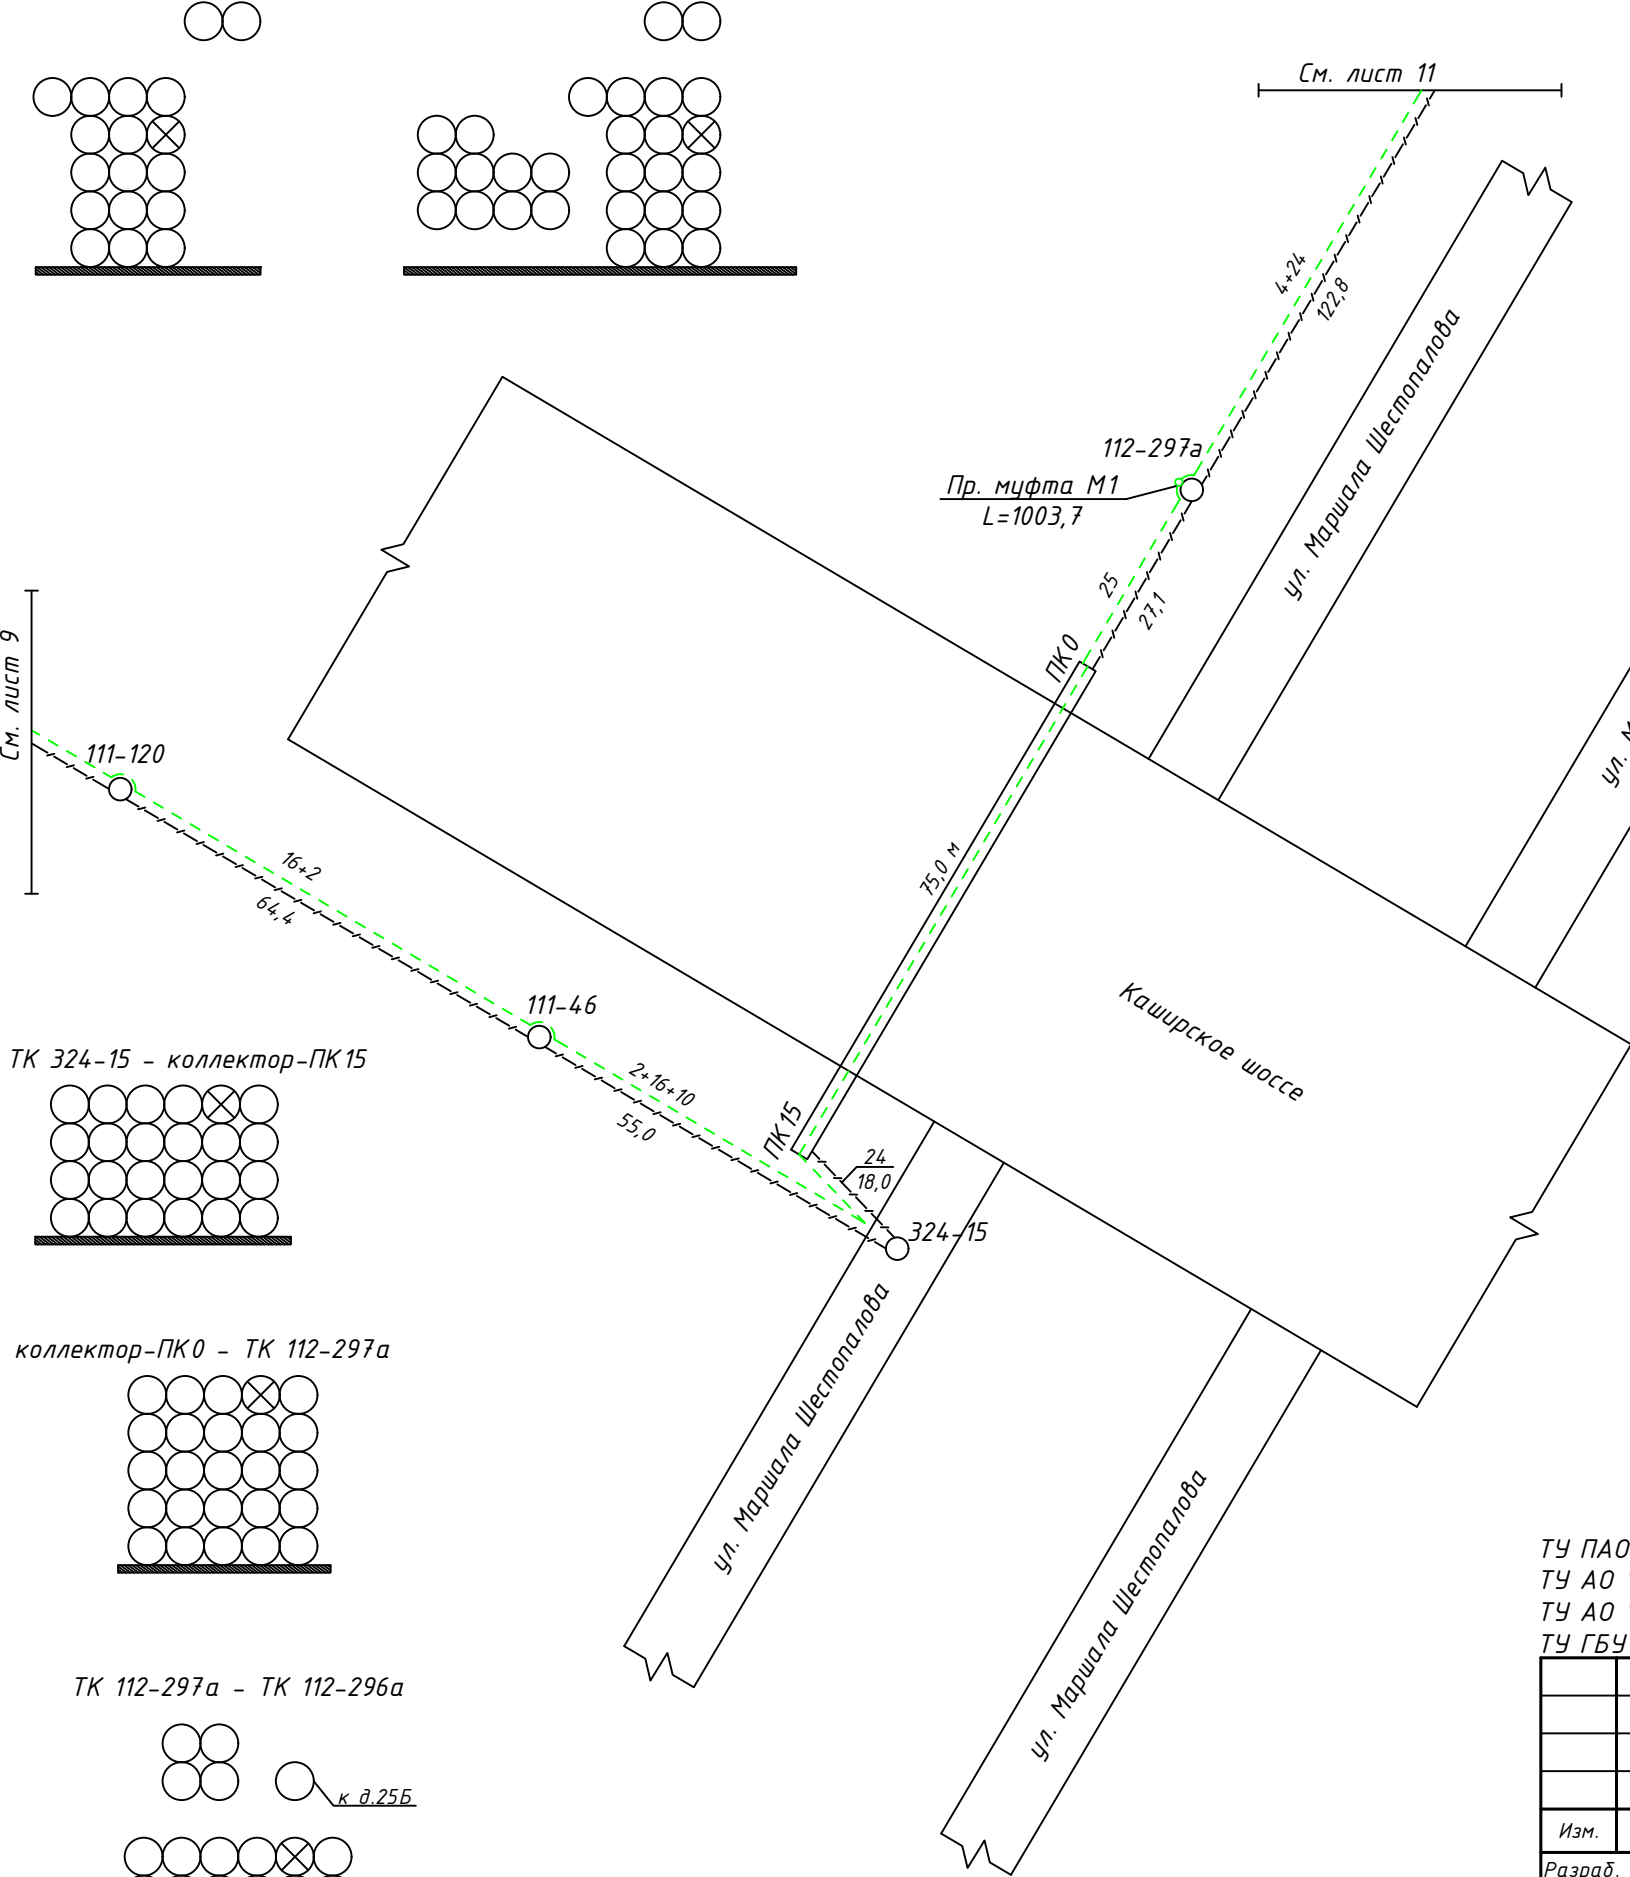 См. лист 11
4+24
122,8
ул. Маршала Шестопалова
112-297а
Пр. муфта М1
L=1003,7
25
27,1
ПК0
См. лист 9
111-120
16+2
64,4
75,0 м
ул. М
111-46
Каширское шоссе
2+16+10
55,0
ПК15
24
18,0
324-15
ТК 324-15 - коллектор-ПК15
ул. Маршала Шестопалова
коллектор-ПК0 - ТК 112-297а
ул. Маршала Шестопалова
ТУ ПАО
ТУ АО
ТУ АО
ТУ ГБУ
ТК 112-297а - ТК 112-296а
к д.25Б
Изм.
Разраб.